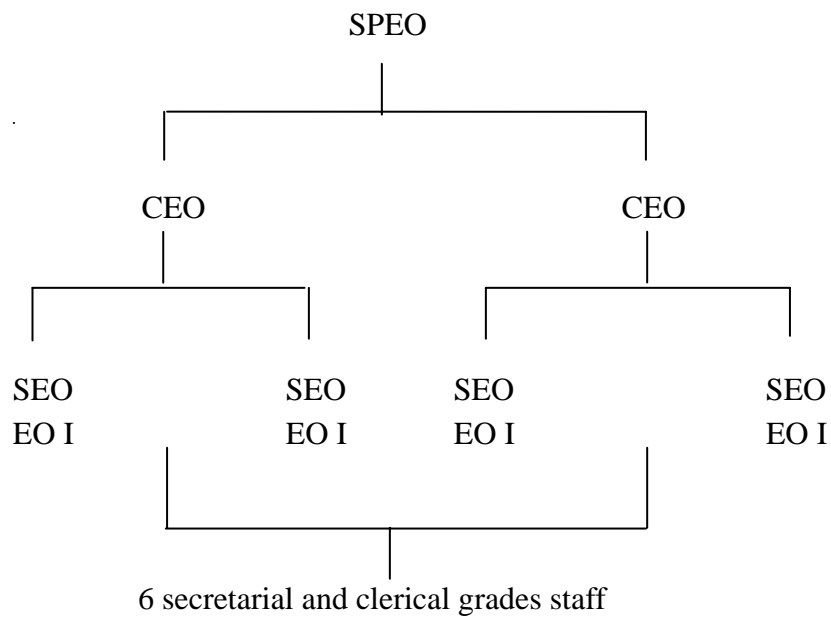 SPEO
CEO CEO
SEO SEO SEO SEO
EO I EO I EO I EO I
6 secretarial and clerical grades staff